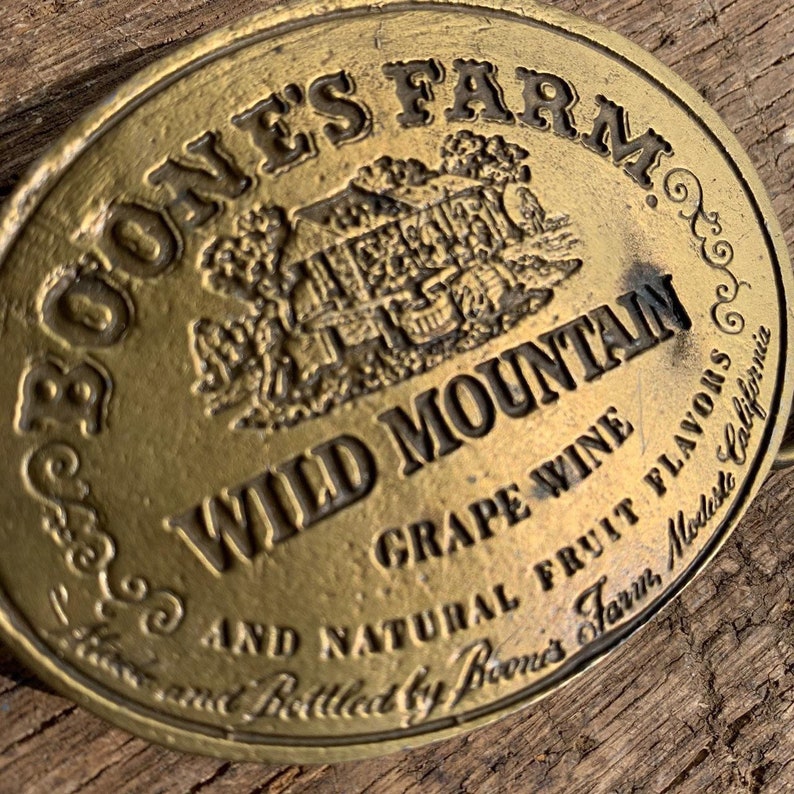 BOONE'S FARM.
WILD MOUNTAIN
GRAPE WINE
AND NATURAL FRUIT FLAVORS
Made and Bottled by Boone's Farm, Modesto California